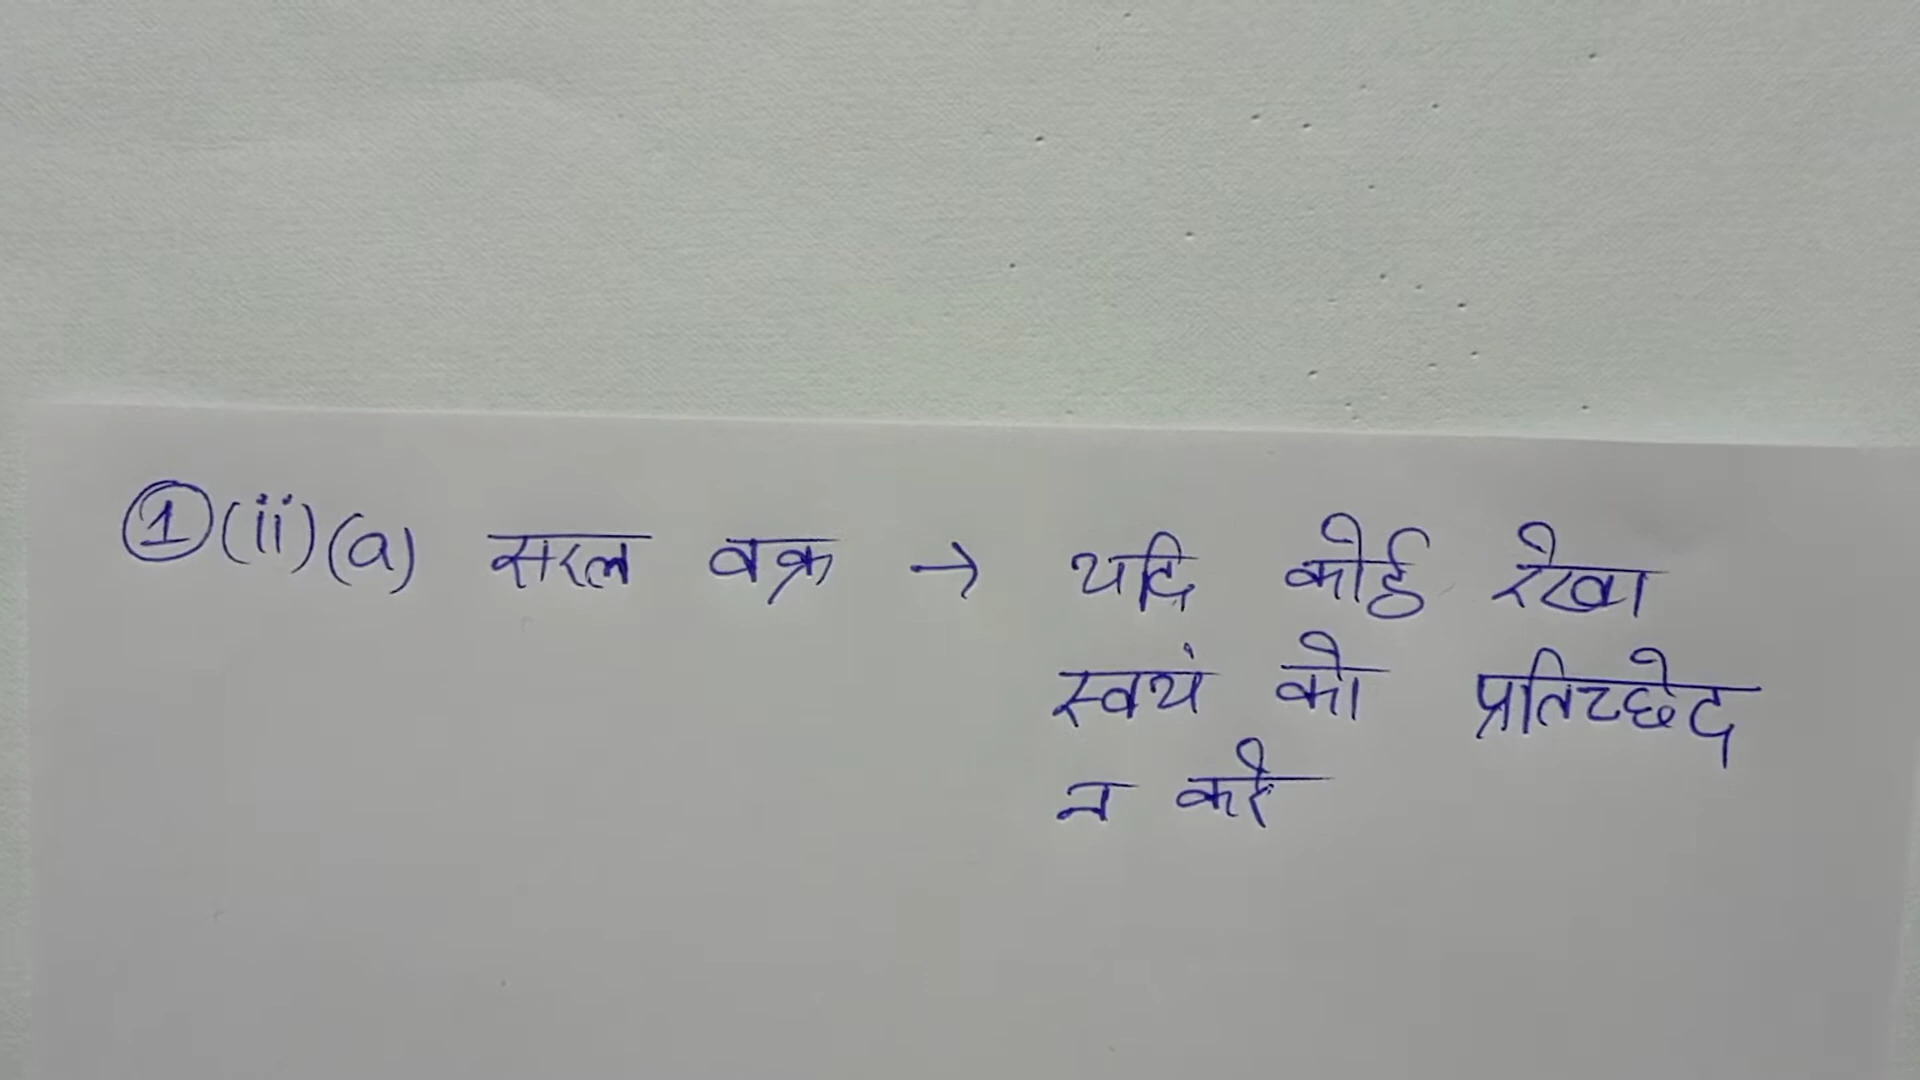 ①(ii)(a) सरल वक्र → यदि कोई रेखा
स्वयं को प्रतिच्छेद
न करे